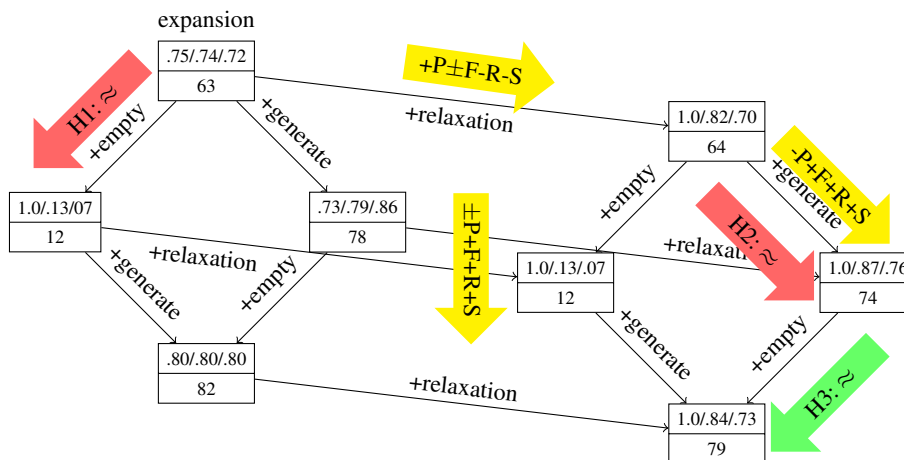 expansion
.75/.74/.72
63
+P±F-R-S
+relaxation
H1: ≈
+empty
+generate
1.0/.82/.70
64
-P+F+R+S
+generate
+empty
1.0/.13/07
12
.73/.79/.86
78
+relaxation
±P+F+R+S
+relaxat
H2: ≈
+generate
+empty
1.0/.13/.07
12
1.0/.87/.76
74
.80/.80/.80
82
+relaxation
+generate
+empty
H3: ≈
1.0/.84/.73
79